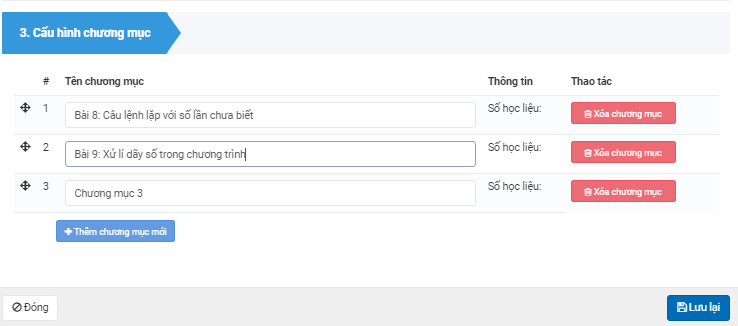 3. Cấu hình chương mục
# Tên chương mục Thông tin Thao tác
1 Bài 8: Câu lệnh lặp với số lần chưa biết Số học liệu: Xóa chương mục
2 Bài 9: Xử lí dãy số trong chương trình Số học liệu: Xóa chương mục
3 Chương mục 3 Số học liệu: Xóa chương mục
Thêm chương mục mới
Đóng Lưu lại